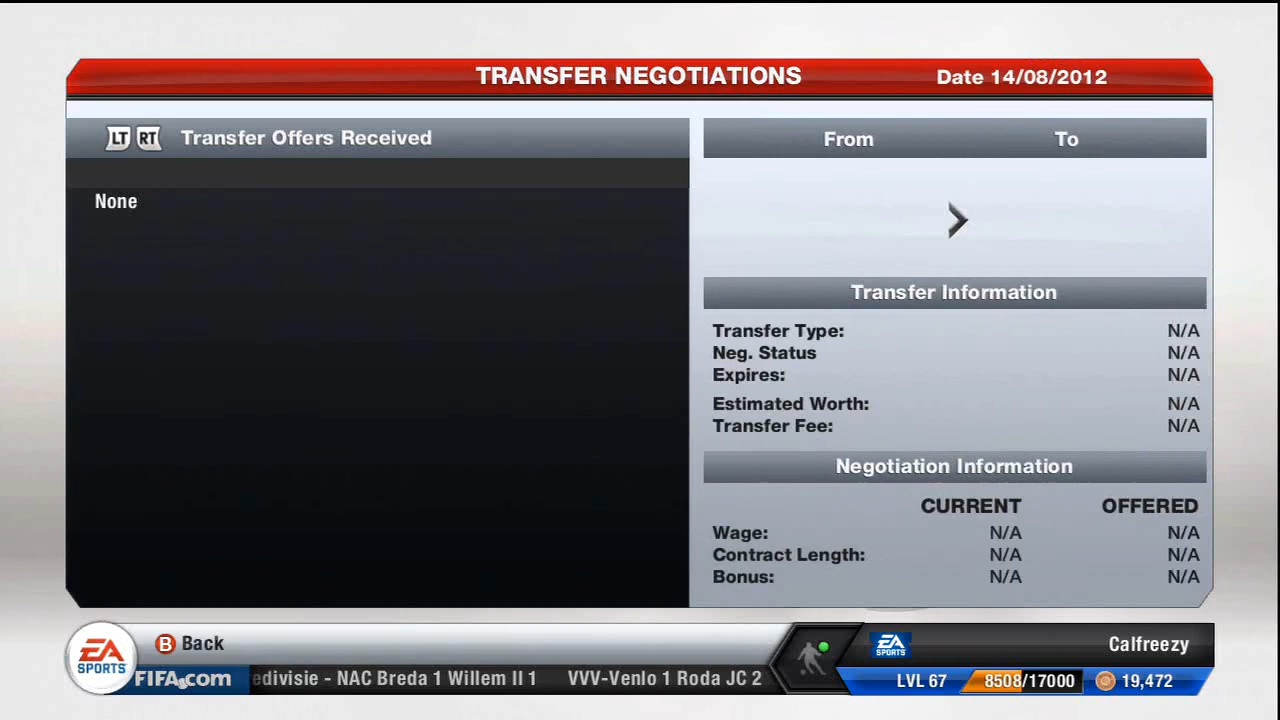 TRANSFER NEGOTIATIONS Date 14/08/2012
LT RT Transfer Offers Received
None
From To
Transfer Information
Transfer Type: N/A
Neg. Status N/A
Expires: N/A
Estimated Worth: N/A
Transfer Fee: N/A
Negotiation Information
CURRENT OFFERED
Wage: N/A N/A
Contract Length: N/A N/A
Bonus: N/A N/A
EA SPORTS
B Back
EA SPORTS
Calfreezy
FIFA.com
edivisie - NAC Breda 1 Willem II 1 VVV-Venlo 1 Roda JC 2
LVL 67 8508/17000 19,472